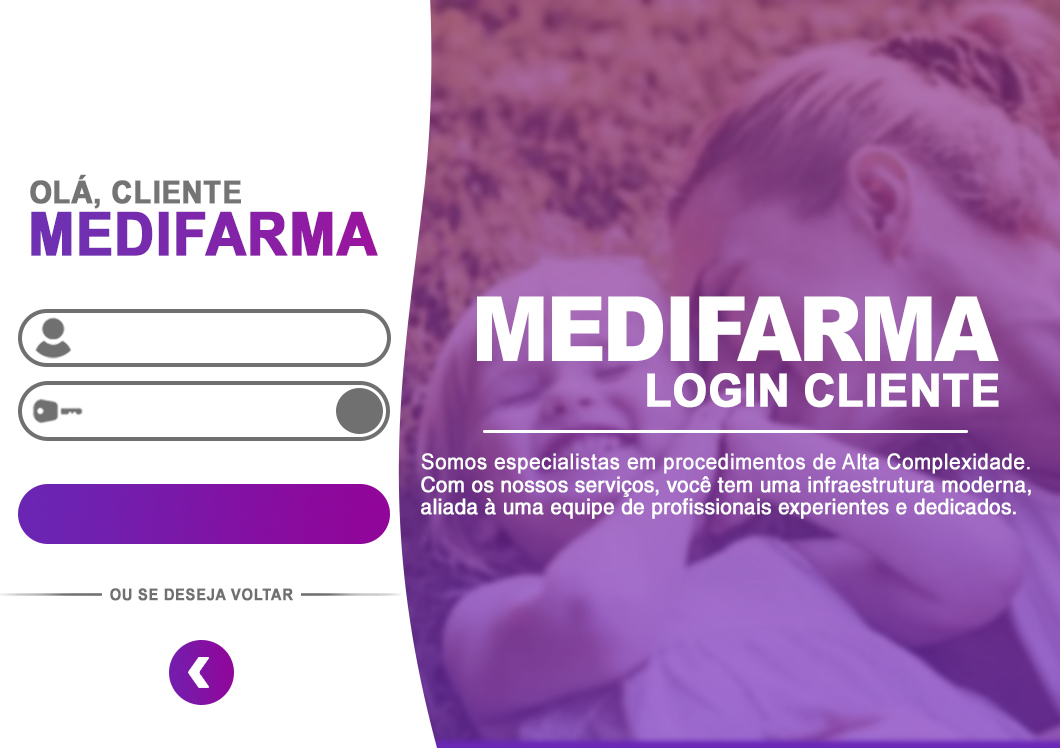 OLÁ, CLIENTE
MEDIFARMA
OU SE DESEJA VOLTAR
MEDIFARMA
LOGIN CLIENTE
Somos especialistas em procedimentos de Alta Complexidade.
Com os nossos serviços, você tem uma infraestrutura moderna,
aliada à uma equipe de profissionais experientes e dedicados.